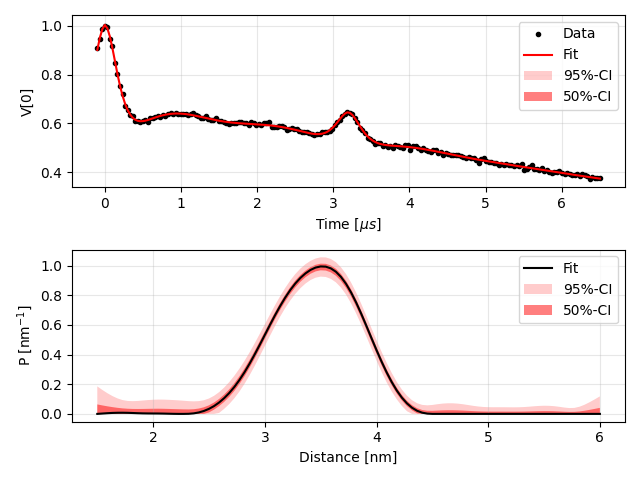 1.0
0.8
0.6
0.4
V[0]
Data
Fit
95%-CI
50%-CI
0 1 2 3 4 5 6
Time [μs]
1.0
0.8
0.6
0.4
0.2
0.0
P [nm⁻¹]
Fit
95%-CI
50%-CI
2 3 4 5 6
Distance [nm]